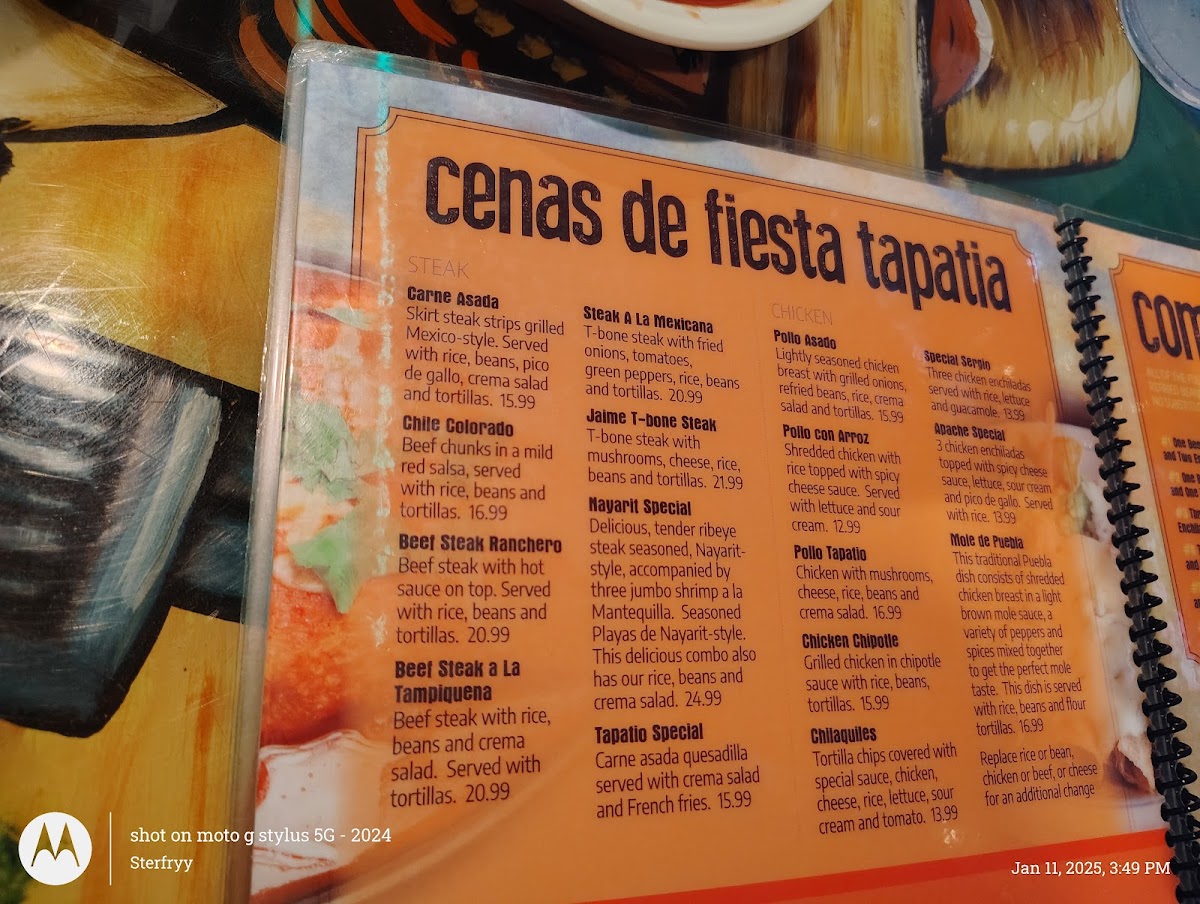 cenas de fiesta tapatia
STEAK
Carne Asada
Skirt steak strips grilled
Mexico-style. Served
with rice, beans, pico
de gallo, crema salad
and tortillas. 15.99
Chile Colorado
Beef chunks in a mild
red salsa, served
with rice, beans and
tortillas. 16.99
Beef Steak Ranchero
Beef steak with hot
sauce on top. Served
with rice, beans and
tortillas. 20.99
Beef Steak a La
Tampiquena
Beef steak with rice,
beans and crema
salad. Served with
tortillas. 20.99
Steak A La Mexicana
T-bone steak with fried
onions, tomatoes,
green peppers, rice, beans
and tortillas. 20.99
Jaime T-bone Steak
T-bone steak with
mushrooms, cheese, rice,
beans and tortillas. 21.99
Nayarit Special
Delicious, tender ribeye
steak seasoned, Nayarit-
style, accompanied by
three jumbo shrimp a la
Mantequilla. Seasoned
Playas de Nayarit-style.
This delicious combo also
has our rice, beans and
crema salad. 24.99
Tapatio Special
Carne asada quesadilla
served with crema salad
and French fries. 15.99
CHICKEN
Pollo Asado
Lightly seasoned chicken
breast with grilled onions,
refried beans, rice, crema
salad and tortillas. 15.99
Pollo con Arroz
Shredded chicken with
rice topped with spicy
cheese sauce. Served
with lettuce and sour
cream. 12.99
Pollo Tapatio
Chicken with mushrooms,
cheese, rice, beans and
crema salad. 16.99
Chicken Chipotle
Grilled chicken in chipotle
sauce with rice, beans,
tortillas. 15.99
Chilaquiles
Tortilla chips covered with
special sauce, chicken,
cheese, rice, lettuce, sour
cream and tomato. 13.99
Special Sergio
Three chicken enchiladas
served with rice, lettuce
and guacamole. 13.99
Apache Special
3 chicken enchiladas
topped with spicy cheese
sauce, lettuce, sour cream
and pico de gallo. Served
with rice. 13.99
Mole de Puebla
This traditional Puebla
dish consists of shredded
chicken breast in a light
brown mole sauce, a
variety of peppers and
spices mixed together
to get the perfect mole
taste. This dish is served
with rice, beans and flour
tortillas. 16.99
Replace rice or bean,
chicken or beef, or cheese
for an additional change
com
ALL OF THE
One Bee
and Two En
One
and One
Th
Enchi
and
shot on moto g stylus 5G - 2024
Sterfryy
Jan 11, 2025, 3:49 PM